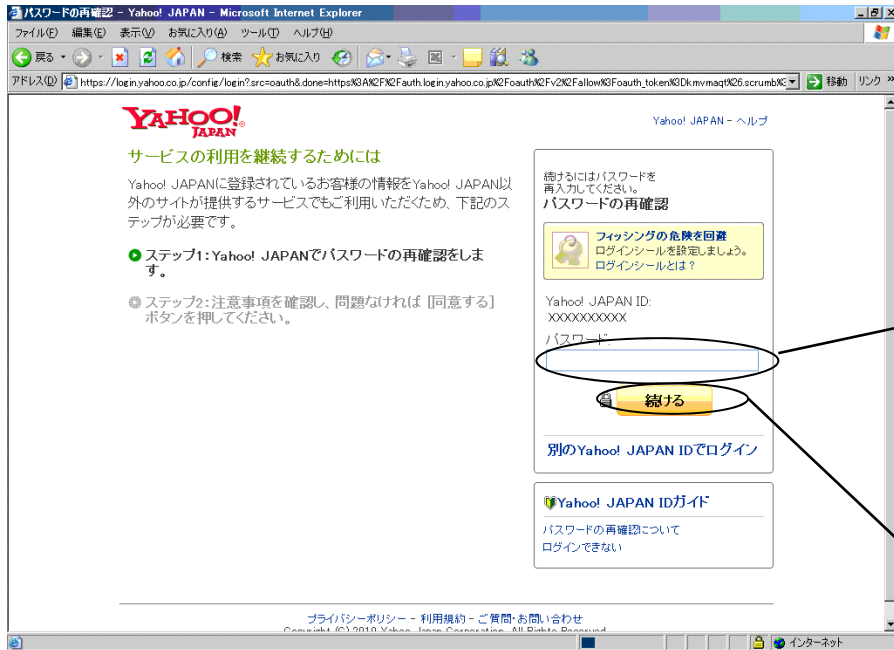 パスワードの再確認 - Yahoo! JAPAN - Microsoft Internet Explorer
ファイル(F) 編集(E) 表示(V) お気に入り(A) ツール(T) ヘルプ(H)
戻る 検索 お気に入り
アドレス(D) https://login.yahoo.co.jp/config/login?.src=oauth&.done=https%3A%2F%2Fauth.login.yahoo.co.jp%2Foauth%2Fv2%2Fallow%3Foauth_token%3Dkmvmaqt%26.scrumb% 移動 リンク »
YAHOO! JAPAN
Yahoo! JAPAN - ヘルプ
サービスの利用を継続するためには
Yahoo! JAPANに登録されているお客様の情報をYahoo! JAPAN以
外のサイトが提供するサービスでもご利用いただくため、下記のス
テップが必要です。
ステップ1:Yahoo! JAPANでパスワードの再確認をしま
す。
ステップ2:注意事項を確認し、問題なければ [同意する]
ボタンを押してください。
続けるにはパスワードを
再入力してください。
パスワードの再確認
フィッシングの危険を回避
ログインシールを設定しましょう。
ログインシールとは?
Yahoo! JAPAN ID:
XXXXXXXXXX
パスワード:
続ける
別のYahoo! JAPAN IDでログイン
Yahoo! JAPAN IDガイド
パスワードの再確認について
ログインできない
プライバシーポリシー - 利用規約 - ご質問・お問い合わせ
Copyright (C) 2010 Yahoo Japan Corporation. All Rights Reserved.
インターネット